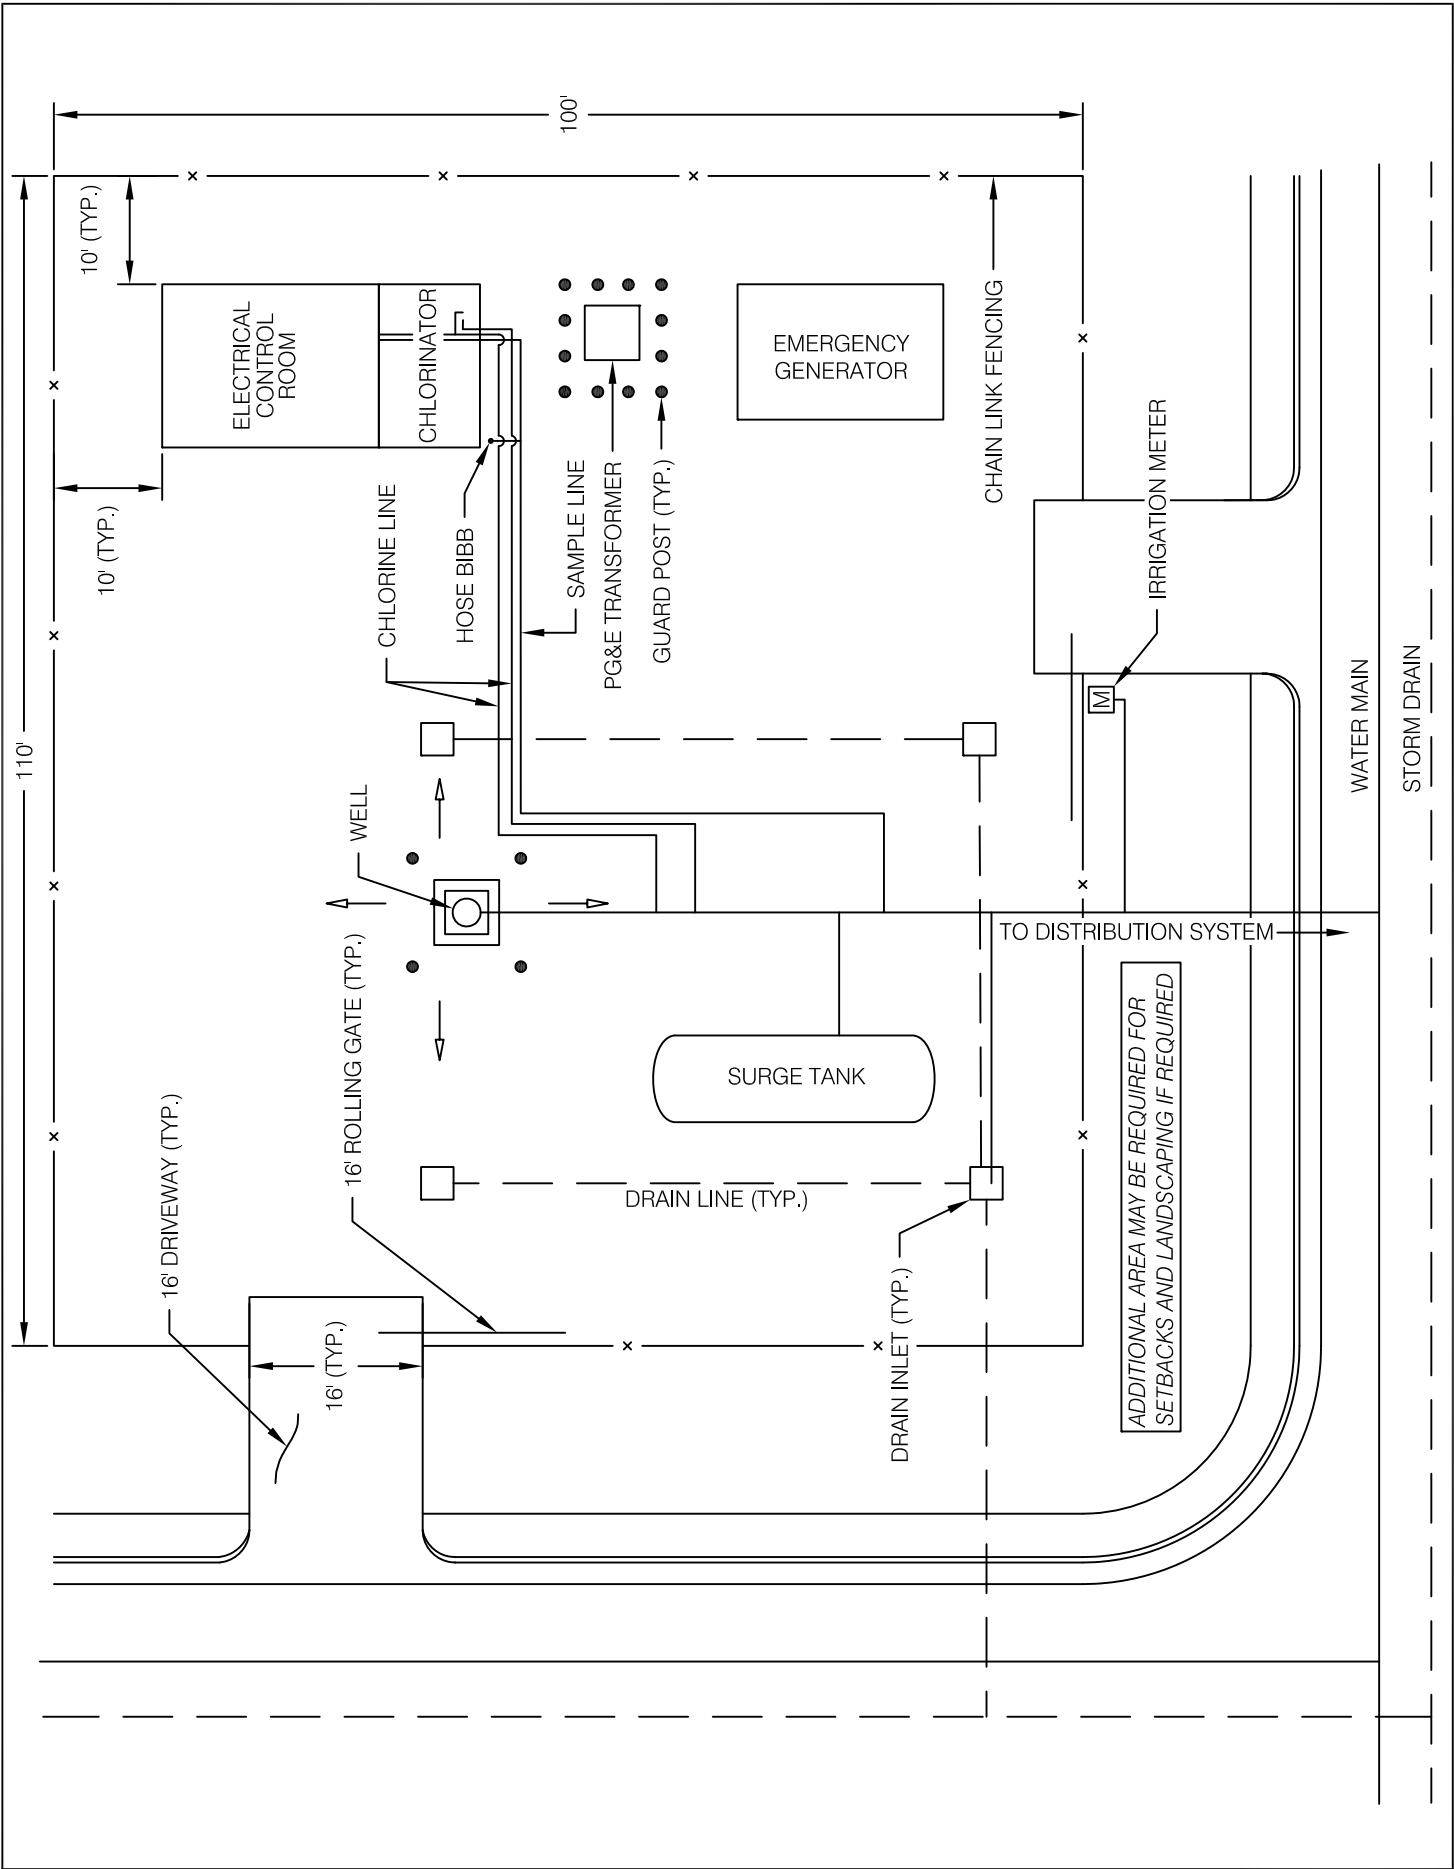 110'
100'
10' (TYP.)
10' (TYP.)
ELECTRICAL
CONTROL
ROOM
CHLORINATOR
EMERGENCY
GENERATOR
CHLORINE LINE
HOSE BIBB
SAMPLE LINE
PG&E TRANSFORMER
GUARD POST (TYP.)
CHAIN LINK FENCING
IRRIGATION METER
M
WELL
WATER MAIN
STORM DRAIN
TO DISTRIBUTION SYSTEM
16' ROLLING GATE (TYP.)
16' DRIVEWAY (TYP.)
SURGE TANK
DRAIN LINE (TYP.)
16' (TYP.)
DRAIN INLET (TYP.)
ADDITIONAL AREA MAY BE REQUIRED FOR
SETBACKS AND LANDSCAPING IF REQUIRED